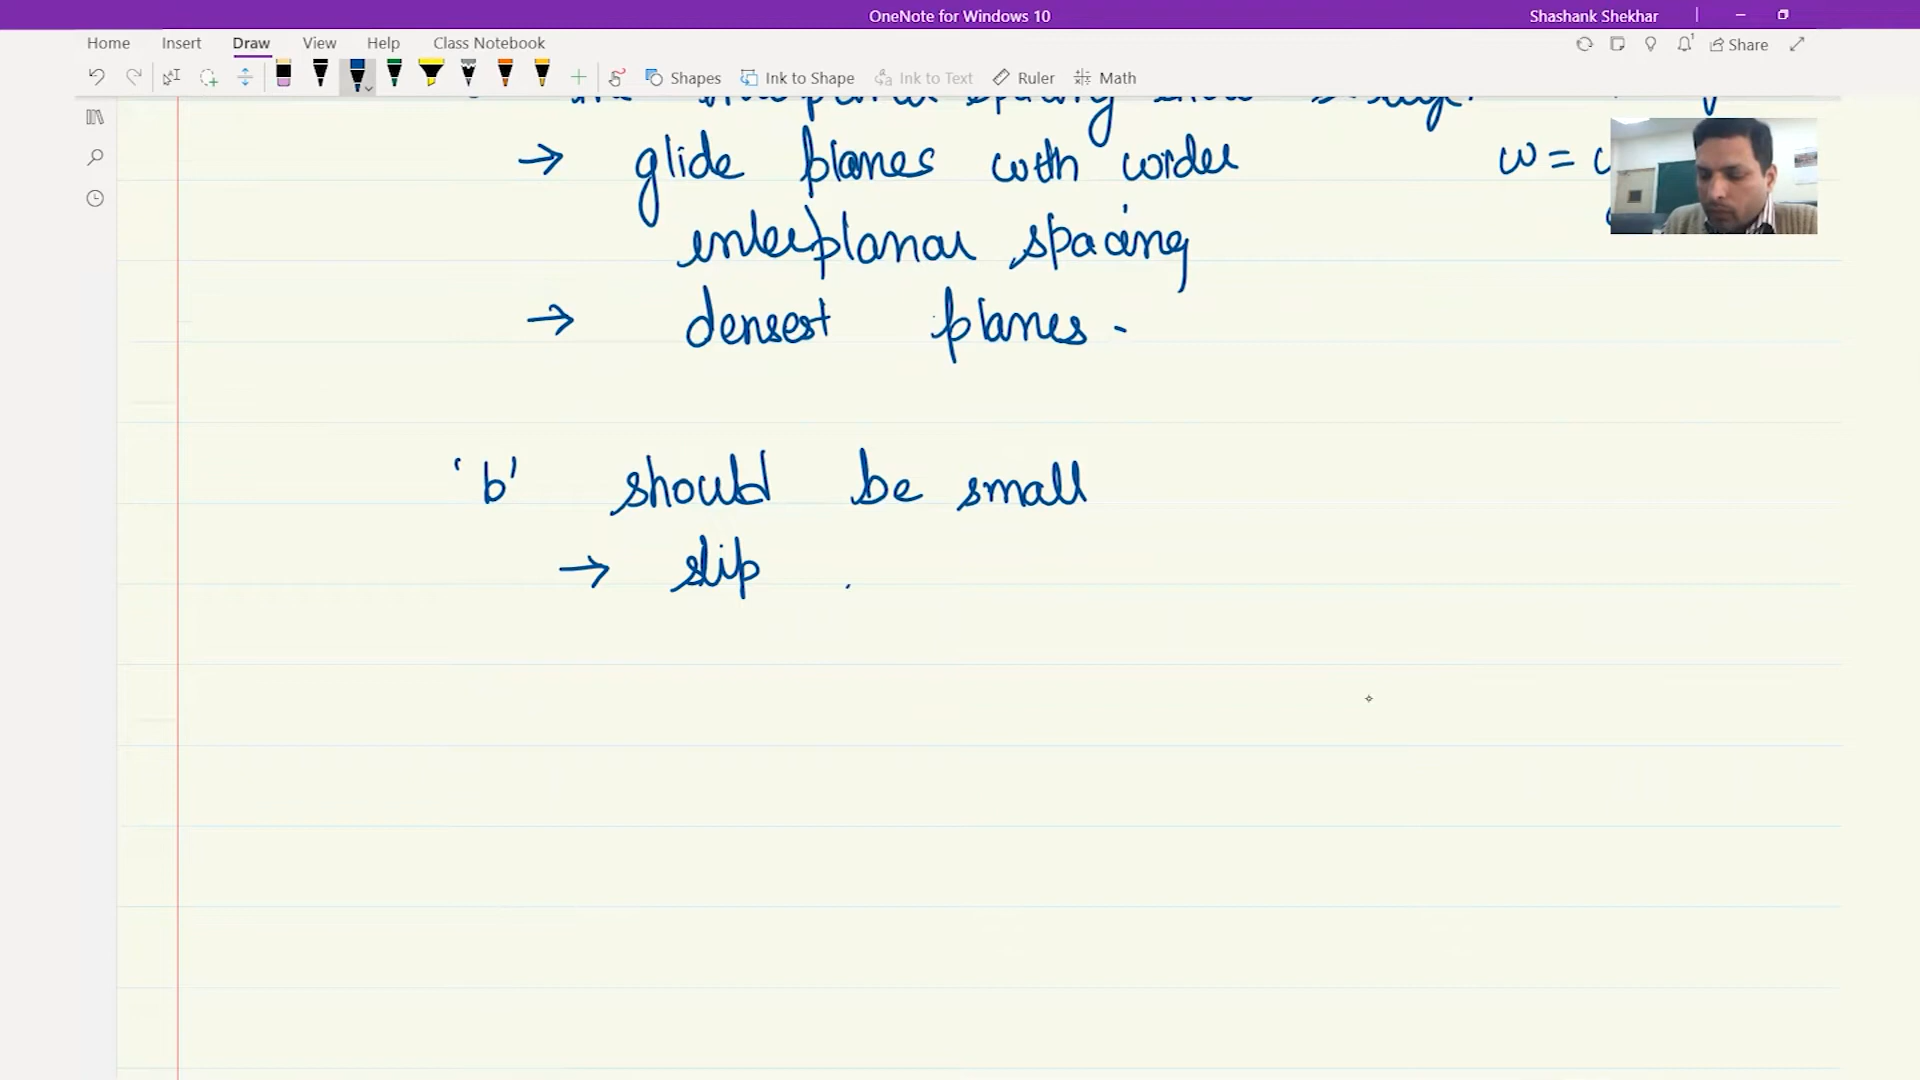 OneNote for Windows 10
Shashank Shekhar
Home Insert Draw View Help Class Notebook
Share
Shapes Ink to Shape Ink to Text Ruler Math
spacing
→ glide planes with wider
w =
interplanar spacing
→ densest planes.
'b' should be small
→ slip